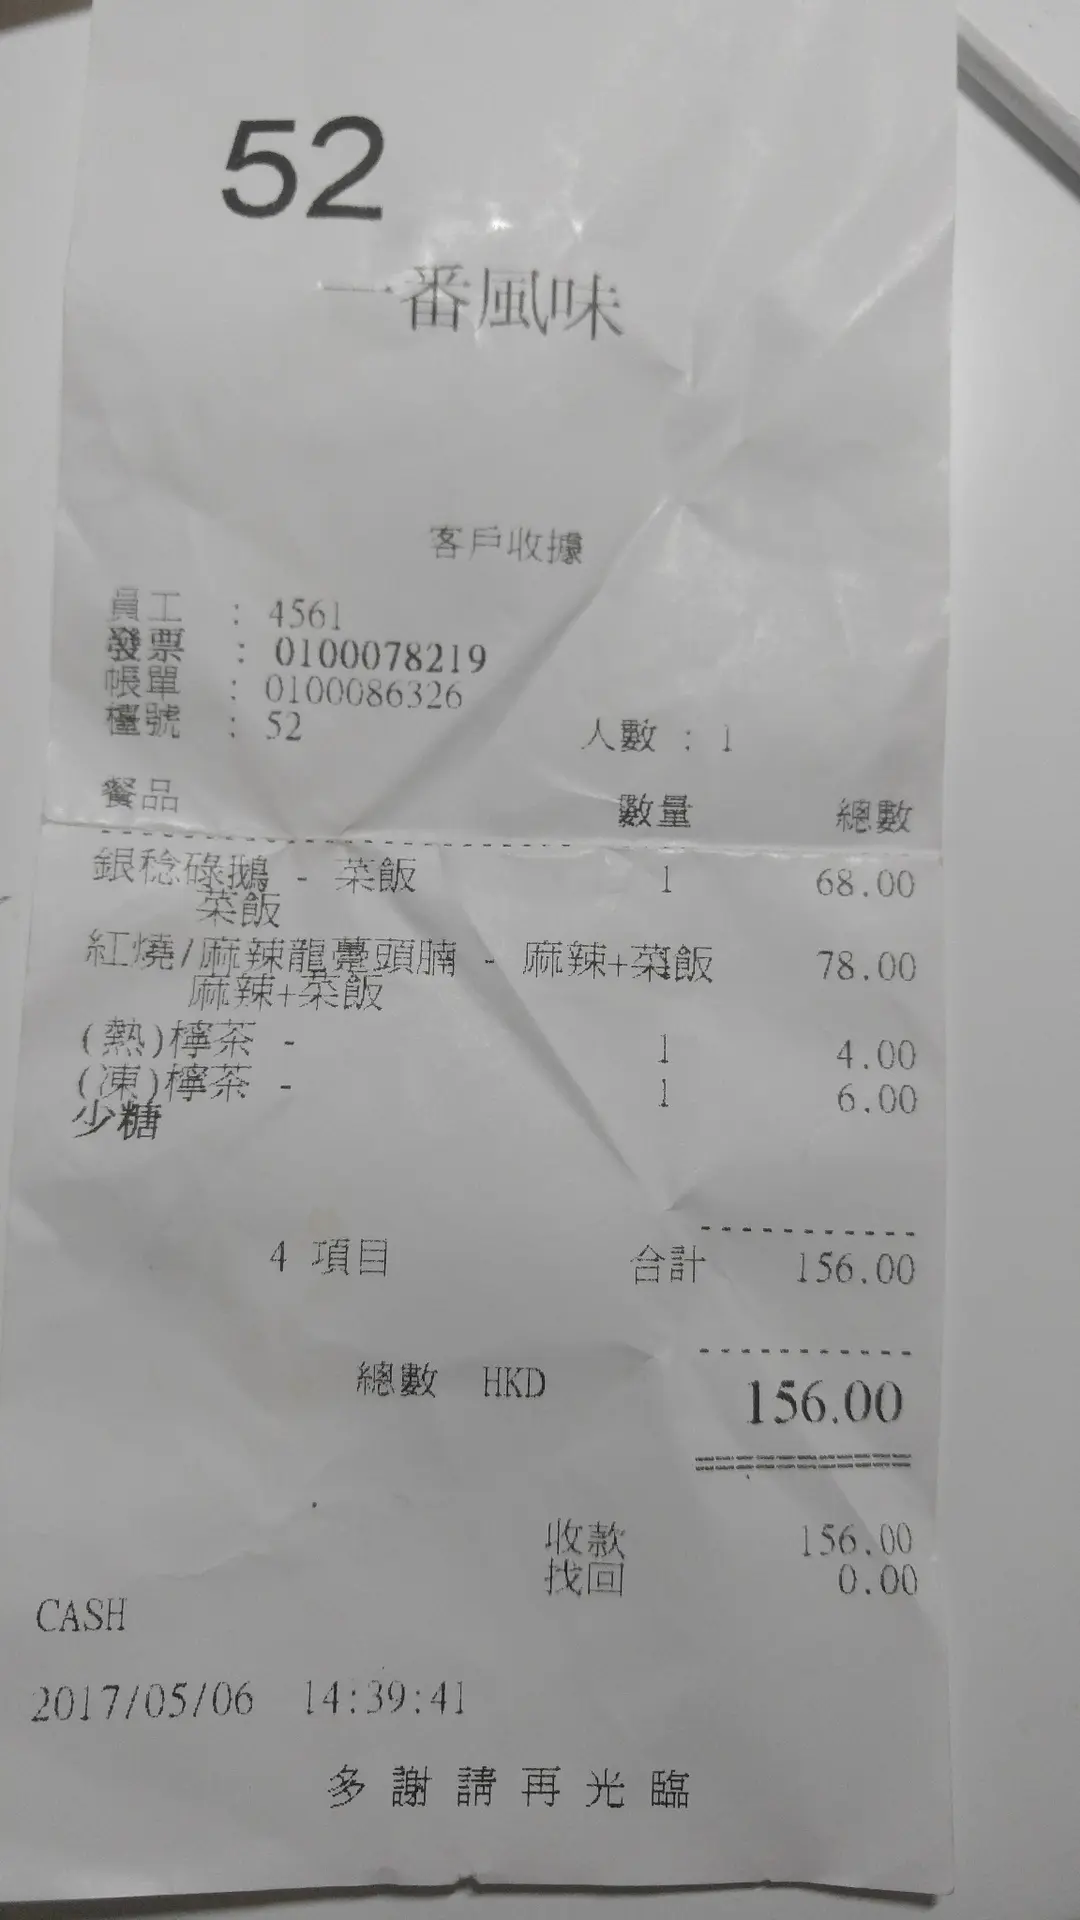 52
一番風味
客戶收據
員工 : 4561
發票 : 0100078219
帳單 : 0100086326
檯號 : 52 人數 : 1
餐品 數量 總數
銀稔碌鵝 - 菜飯 1 68.00
菜飯
紅燒/麻辣龍躉頭腩 - 麻辣+菜飯 78.00
麻辣+菜飯
(熱)檸茶 - 1 4.00
(凍)檸茶 - 1 6.00
少糖
4 項目 合計 156.00
總數 HKD 156.00
收款 156.00
找回 0.00
CASH
2017/05/06 14:39:41
多謝請再光臨